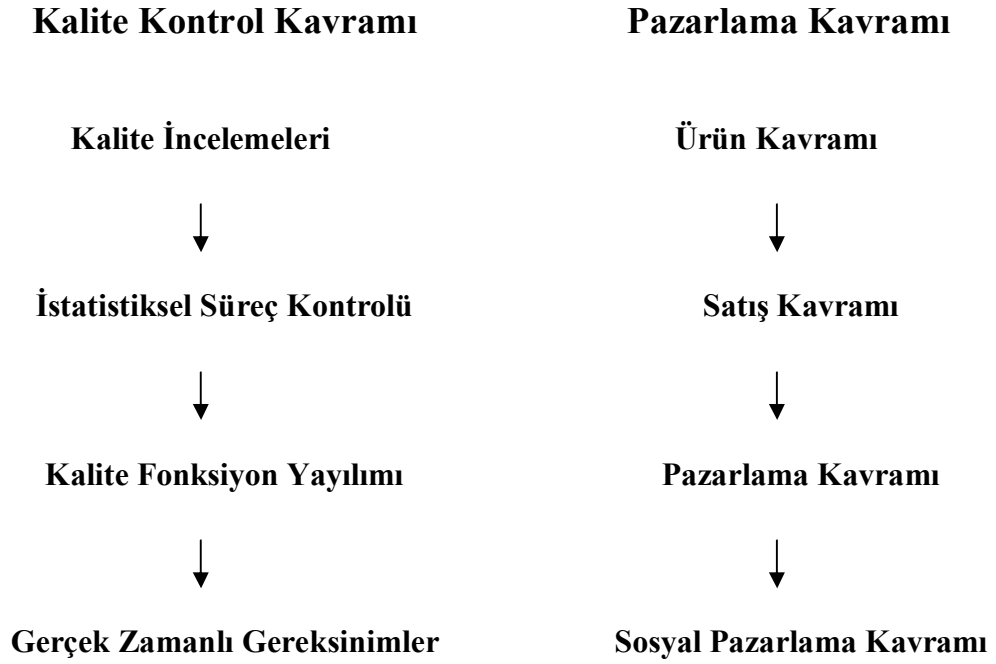 Kalite Kontrol Kavramı
Pazarlama Kavramı
Kalite İncelemeleri
Ürün Kavramı
İstatistiksel Süreç Kontrolü
Satış Kavramı
Kalite Fonksiyon Yayılımı
Pazarlama Kavramı
Gerçek Zamanlı Gereksinimler
Sosyal Pazarlama Kavramı